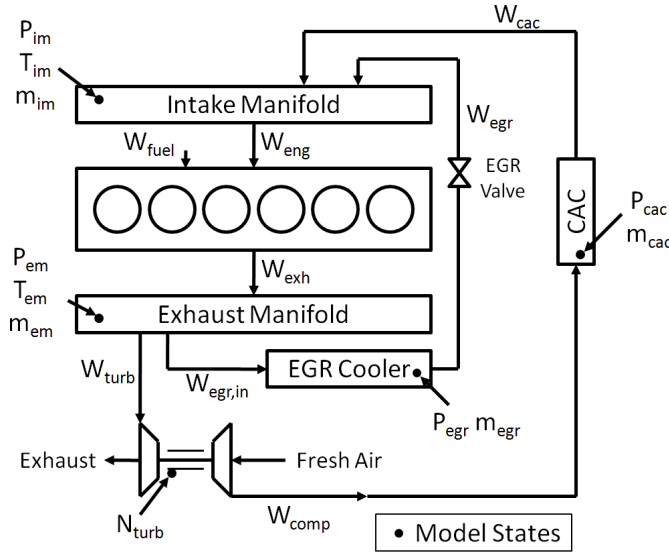 W_cac
P_im
T_im
m_im
Intake Manifold
W_egr
W_fuel
W_eng
EGR
Valve
CAC
P_cac
m_cac
P_em
T_em
m_em
W_exh
Exhaust Manifold
W_turb
W_egr,in
EGR Cooler
P_egr m_egr
Exhaust
Fresh Air
N_turb
W_comp
Model States